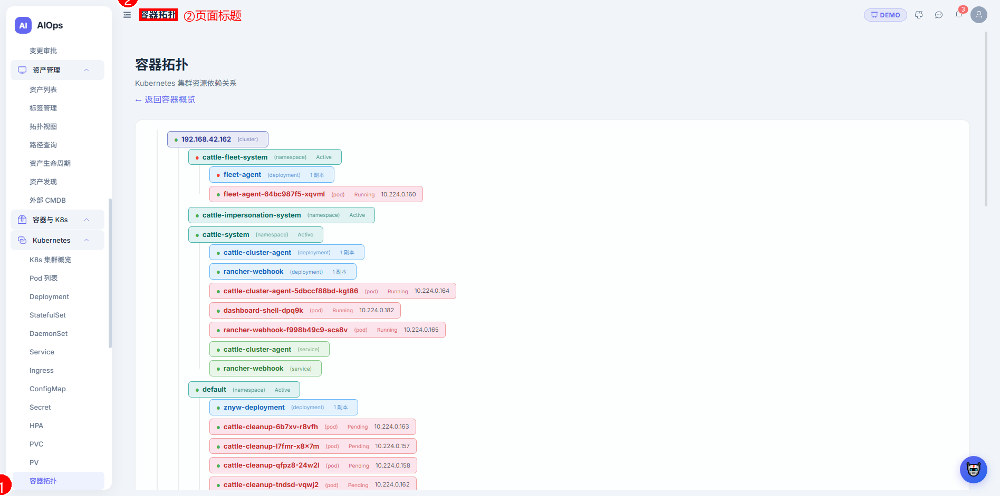 2
容器拓扑
②页面标题
DEMO
3
AI
AIOps
变更审批
资产管理
资产列表
标签管理
拓扑视图
路径查询
资产生命周期
资产发现
外部 CMDB
容器与 K8s
Kubernetes
K8s 集群概览
Pod 列表
Deployment
StatefulSet
DaemonSet
Service
Ingress
ConfigMap
Secret
HPA
PVC
PV
容器拓扑
1
容器拓扑
Kubernetes 集群资源依赖关系
← 返回容器概览
192.168.42.162 (cluster)
cattle-fleet-system (namespace) Active
fleet-agent (deployment) 1 副本
fleet-agent-64bc987f5-xqvml (pod) Running 10.224.0.160
cattle-impersonation-system (namespace) Active
cattle-system (namespace) Active
cattle-cluster-agent (deployment) 1 副本
rancher-webhook (deployment) 1 副本
cattle-cluster-agent-5dbccf88bd-kgt86 (pod) Running 10.224.0.164
dashboard-shell-dpq9k (pod) Running 10.224.0.182
rancher-webhook-f998b49c9-scs8v (pod) Running 10.224.0.165
cattle-cluster-agent (service)
rancher-webhook (service)
default (namespace) Active
znyw-deployment (deployment) 1 副本
cattle-cleanup-6b7xv-r8vfh (pod) Pending 10.224.0.163
cattle-cleanup-l7fmr-x8×7m (pod) Pending 10.224.0.157
cattle-cleanup-qfpz8-24w2l (pod) Pending 10.224.0.158
cattle-cleanup-tndsd-vqwj2 (pod) Pending 10.224.0.162